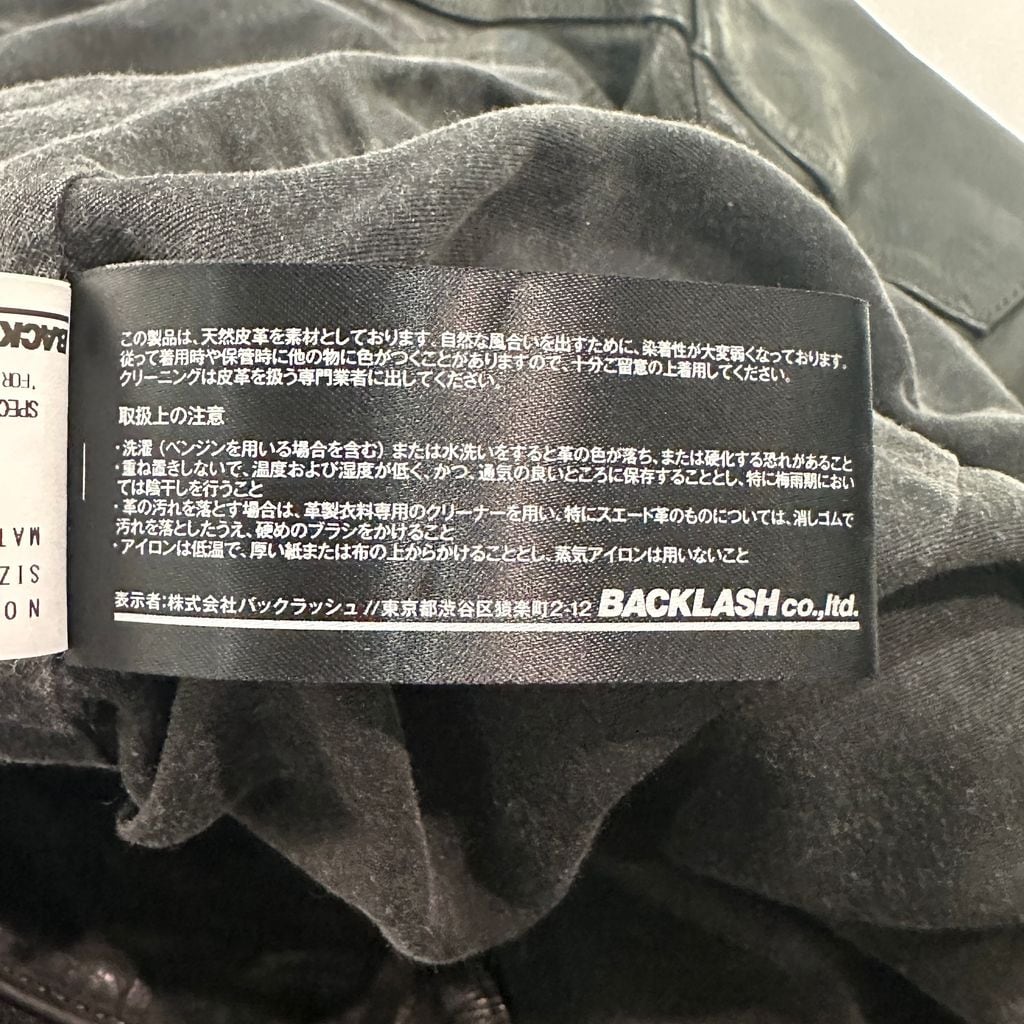 この製品は、天然皮革を素材としております。自然な風合いを出すために、染着性が大変弱くなっております。
従って着用時や保管時に他の物に色がつくことがありますので、十分ご留意の上着用してください。
クリーニングは皮革を扱う専門業者に出してください。
取扱上の注意
・洗濯（ベンジンを用いる場合を含む）または水洗いをすると革の色が落ち、または硬化する恐れがあること
・重ね置きしないで、温度および湿度が低く、かつ、通気の良いところに保存することとし、特に梅雨期におい
ては陰干しを行うこと
・革の汚れを落とす場合は、革製衣料専用のクリーナーを用い、特にスエード革のものについては、消しゴムで
汚れを落としたうえ、硬めのブラシをかけること
・アイロンは低温で、厚い紙または布の上からかけることとし、蒸気アイロンは用いないこと
表示者:株式会社バックラッシュ//東京都渋谷区猿楽町2-12 BACKLASH co.,ltd.
BACK
"FOR
SPEC
MAT
SIZ
NO